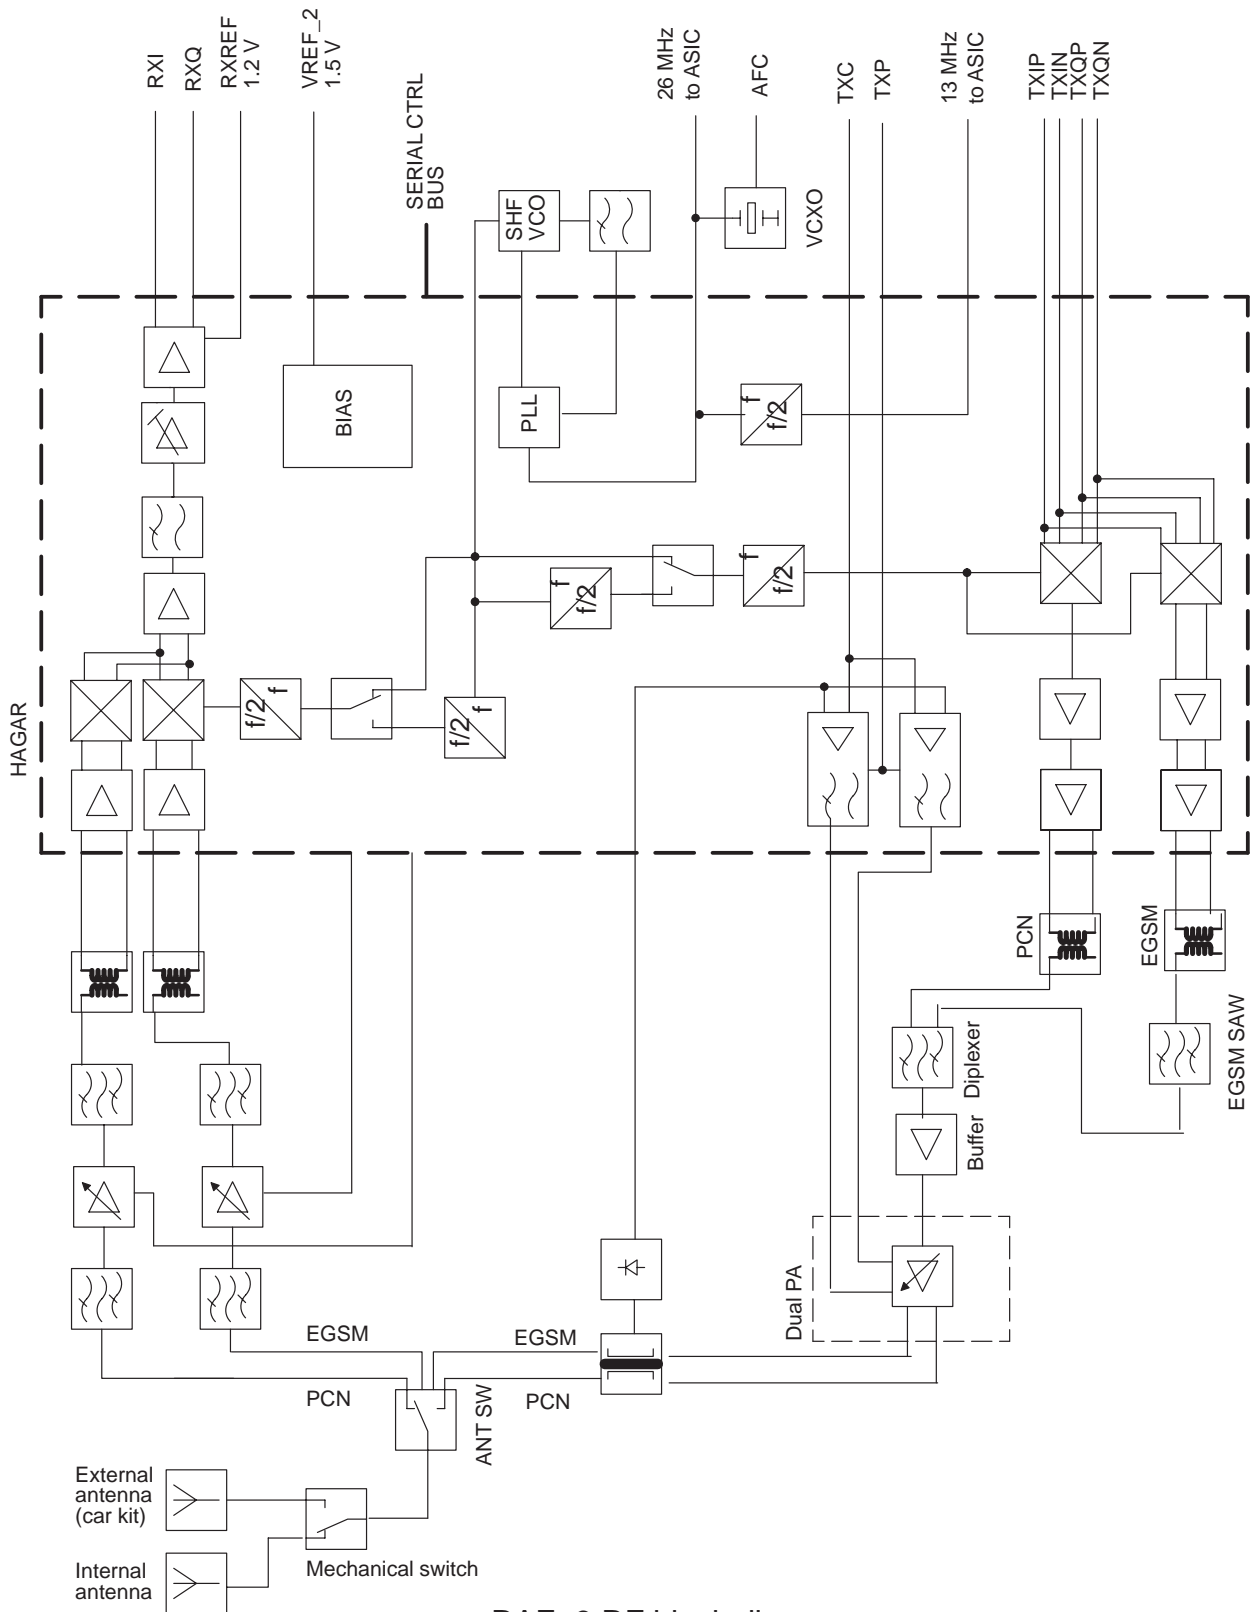 RXI
RXQ
RXREF
1.2 V
VREF_2
1.5 V
SERIAL CTRL
BUS
26 MHz
to ASIC
AFC
TXC
TXP
13 MHz
to ASIC
TXIP
TXIN
TXQP
TXQN
SHF
VCO
VCXO
BIAS
PLL
f
f/2
f
f/2
f
f/2
f
f/2
f
f/2
HAGAR
PCN
EGSM
EGSM SAW
Diplexer
Buffer
Dual PA
EGSM
EGSM
PCN
PCN
ANT SW
External
antenna
(car kit)
Internal
antenna
Mechanical switch